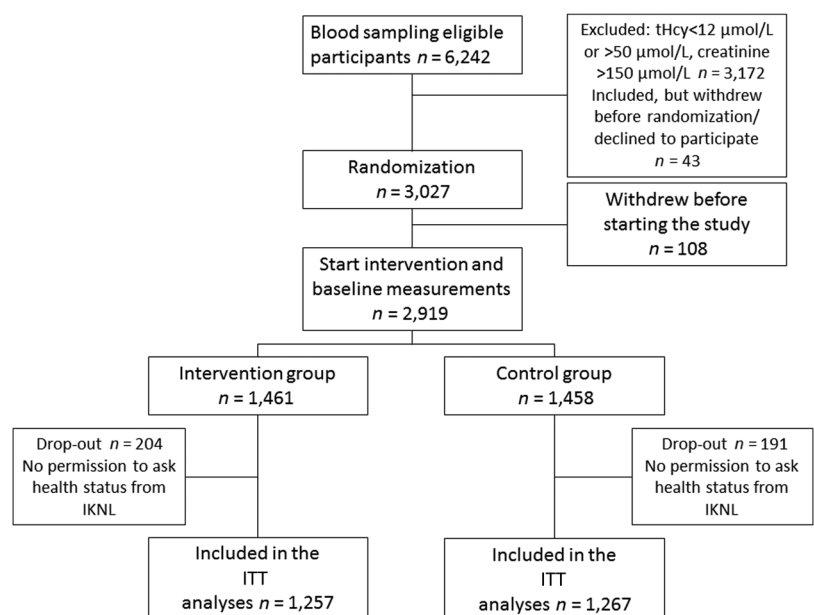 Blood sampling eligible
participants n = 6,242
Excluded: tHcy<12 µmol/L
or >50 µmol/L, creatinine
>150 µmol/L n = 3,172
Included, but withdrew
before randomization/
declined to participate
n = 43
Randomization
n = 3,027
Withdrew before
starting the study
n = 108
Start intervention and
baseline measurements
n = 2,919
Intervention group
n = 1,461
Control group
n = 1,458
Drop-out n = 204
No permission to ask
health status from
IKNL
Drop-out n = 191
No permission to ask
health status from
IKNL
Included in the
ITT
analyses n = 1,257
Included in the
ITT
analyses n = 1,267